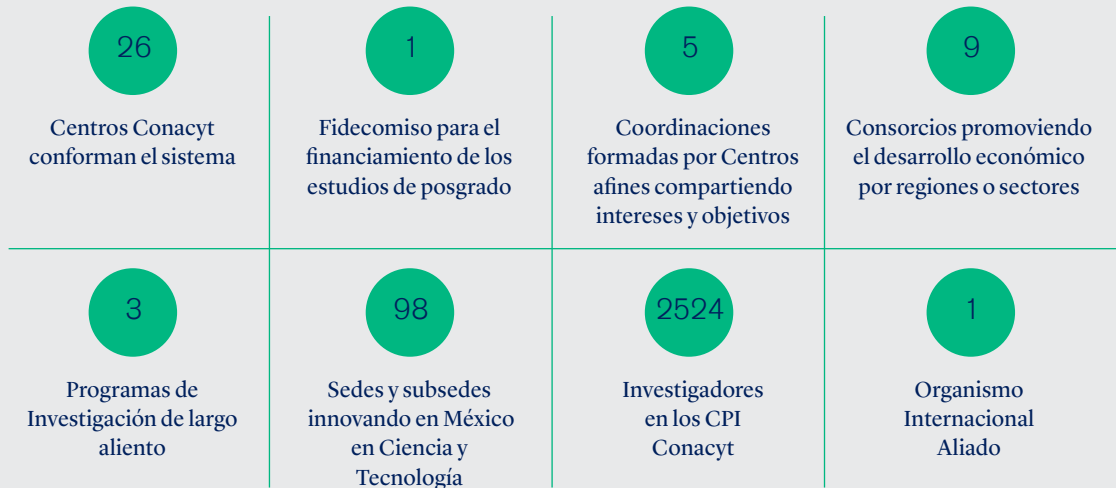 26
Centros Conacyt
conforman el sistema
1
Fidecomiso para el
financiamiento de los
estudios de posgrado
5
Coordinaciones
formadas por Centros
afines compartiendo
intereses y objetivos
9
Consorcios promoviendo
el desarrollo económico
por regiones o sectores
3
Programas de
Investigación de largo
aliento
98
Sedes y subsedes
innovando en México
en Ciencia y
Tecnología
2524
Investigadores
en los CPI
Conacyt
1
Organismo
Internacional
Aliado